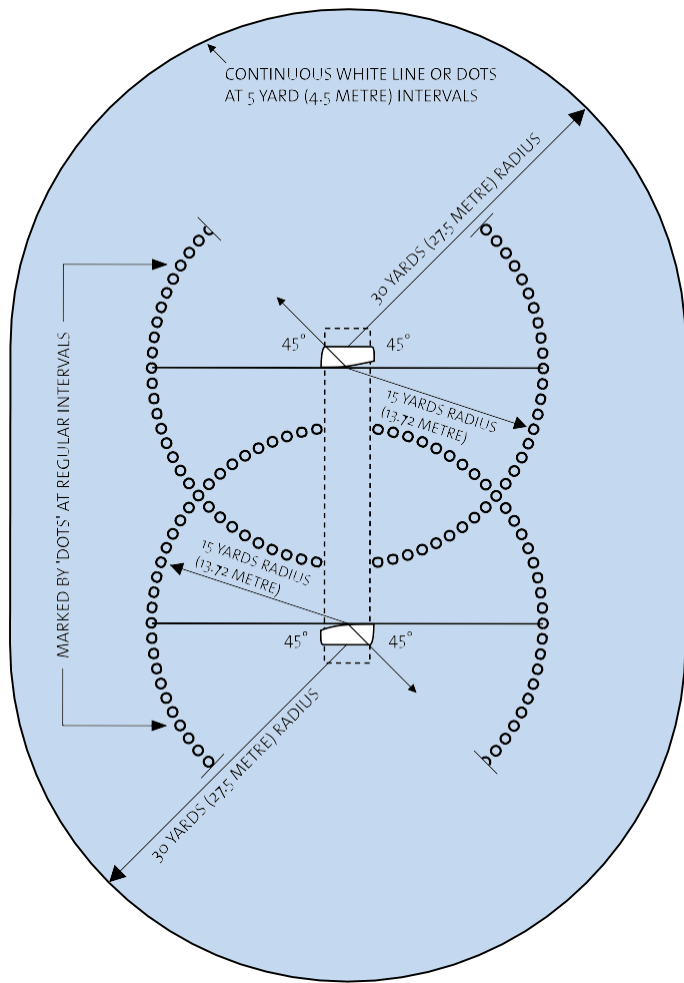 CONTINUOUS WHITE LINE OR DOTS
AT 5 YARD (4.5 METRE) INTERVALS
30 YARDS (27.5 METRE) RADIUS
45°
45°
15 YARDS RADIUS
(13.72 METRE)
MARKED BY 'DOTS' AT REGULAR INTERVALS
15 YARDS RADIUS
(13.72 METRE)
45°
45°
30 YARDS (27.5 METRE) RADIUS